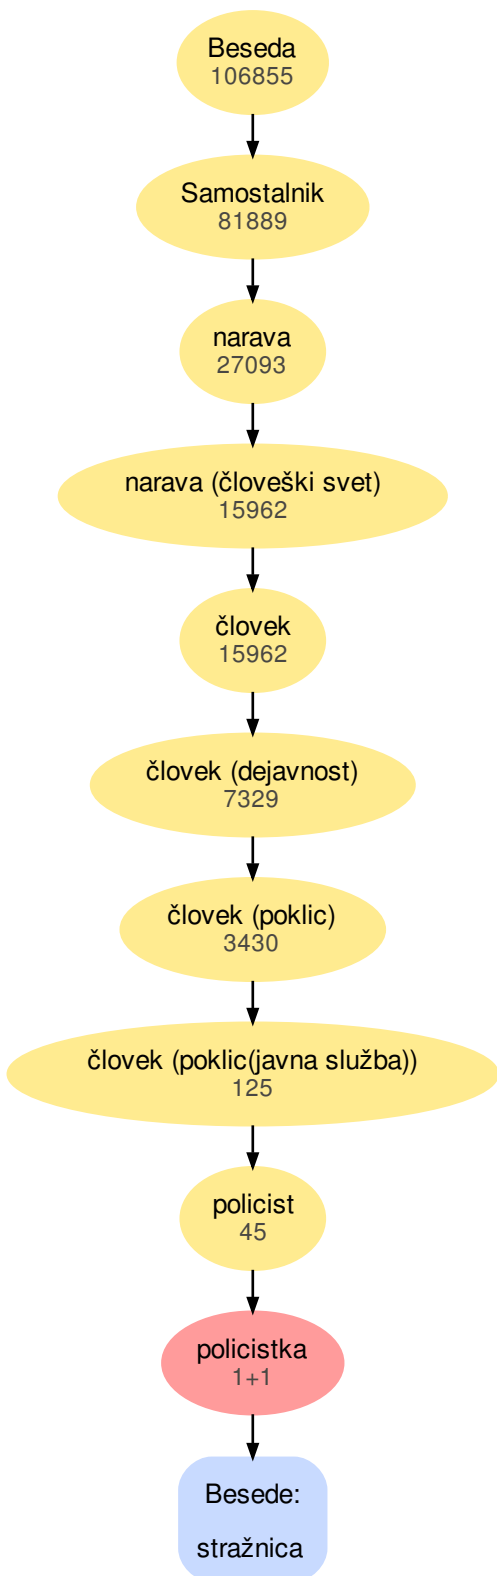 Beseda
106855
Samostalnik
81889
narava
27093
narava (človeški svet)
15962
človek
15962
človek (dejavnost)
7329
človek (poklic)
3430
človek (poklic(javna služba))
125
policist
45
policistka
1+1
Besede:
stražnica